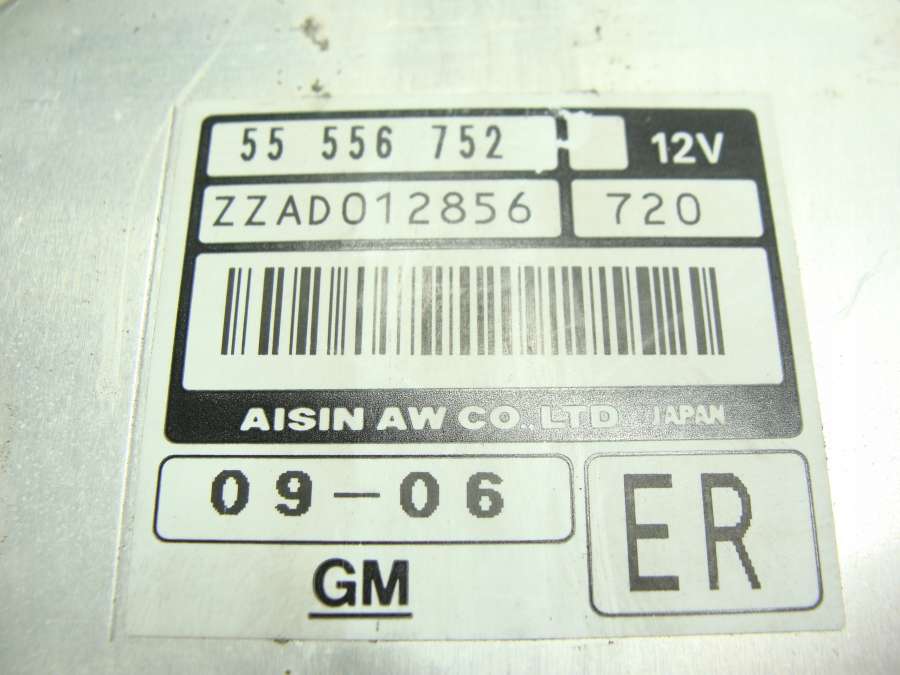 55 556 752 12V
ZZAD012856 720
AISIN AW CO.,LTD JAPAN
09-06
ER
GM